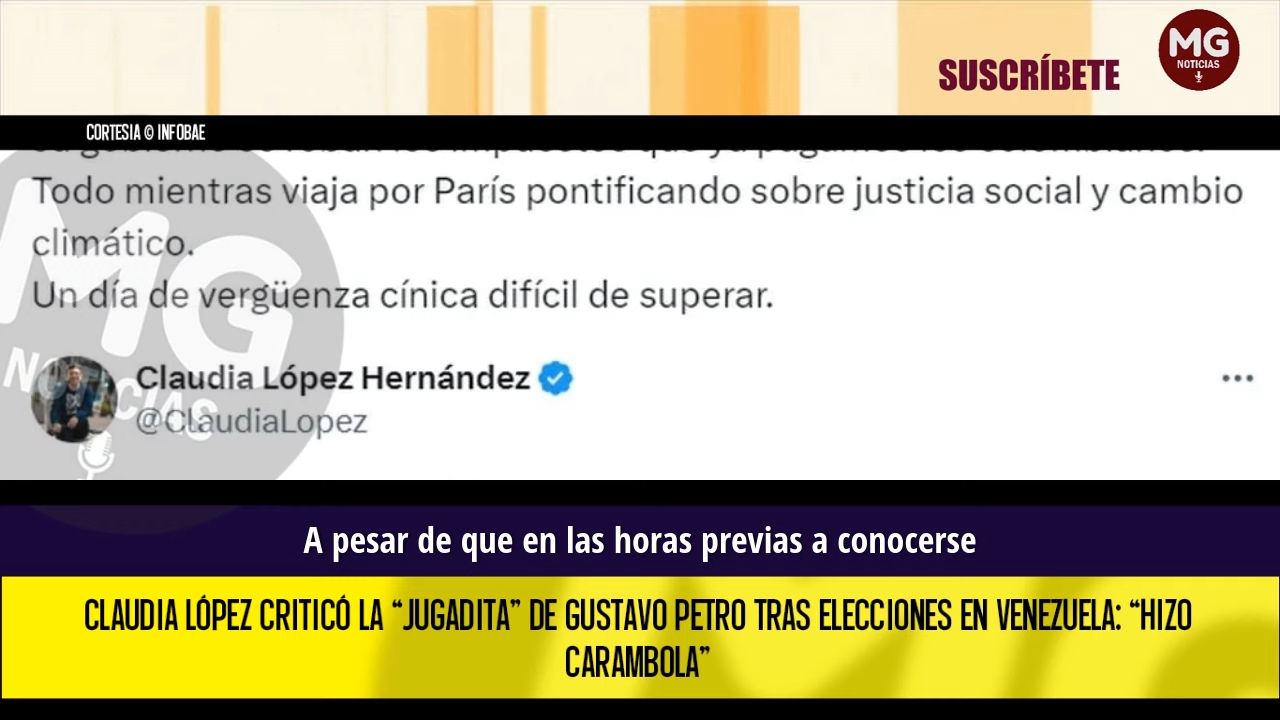 SUSCRÍBETE
MG
NOTICIAS
CORTESIA © INFOBAE
Todo mientras viaja por París pontificando sobre justicia social y cambio
climático.
Un día de vergüenza cínica difícil de superar.
MG
NOTICIAS
Claudia López Hernández
@ClaudiaLopez
A pesar de que en las horas previas a conocerse
CLAUDIA LÓPEZ CRITICÓ LA “JUGADITA” DE GUSTAVO PETRO TRAS ELECCIONES EN VENEZUELA: “HIZO
CARAMBOLA”